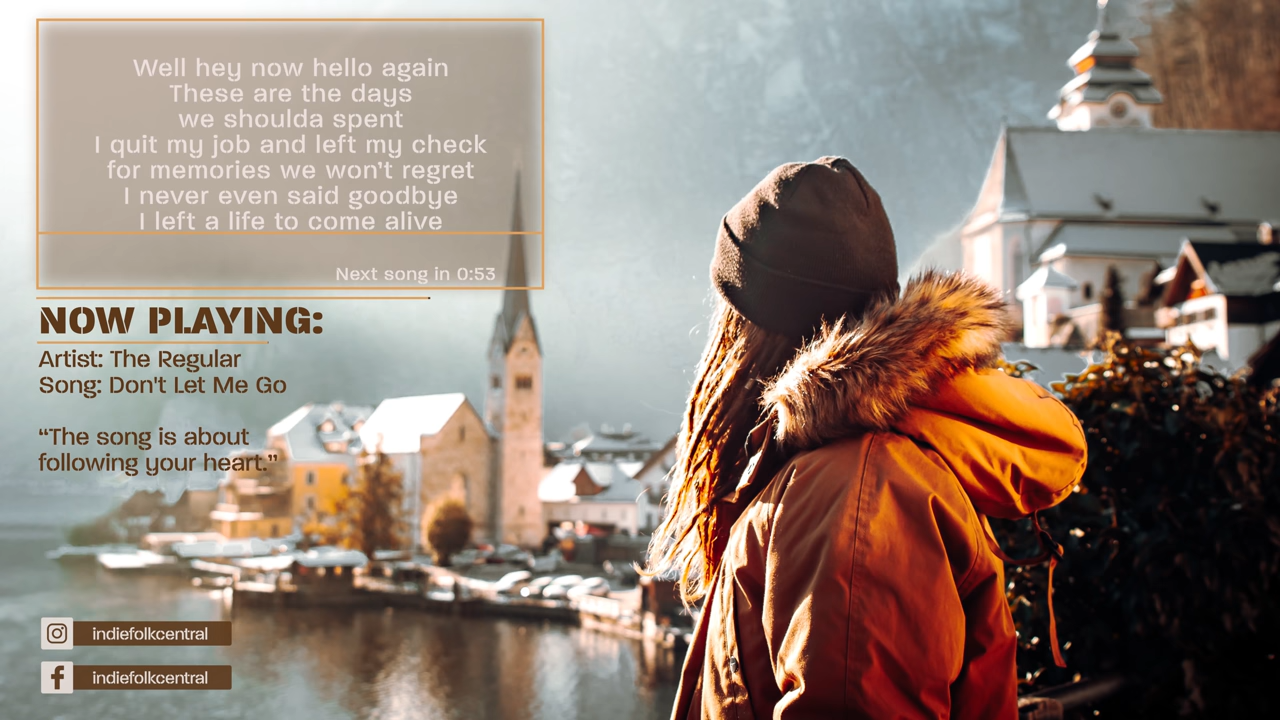 Well hey now hello again
These are the days
we shoulda spent
I quit my job and left my check
for memories we won't regret
I never even said goodbye
I left a life to come alive
Next song in 0:53
NOW PLAYING:
Artist: The Regular
Song: Don't Let Me Go
“The song is about
following your heart.”
indiefolkcentral
indiefolkcentral